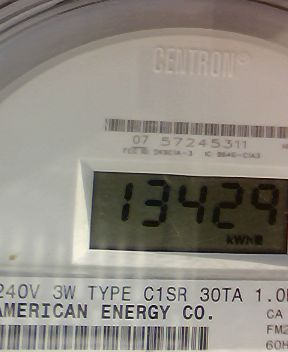 CENTRON®
07 57245311
13429
kWh
240V 3W TYPE C1SR 30TA 1.0
AMERICAN ENERGY CO.
CA
FM2
60H